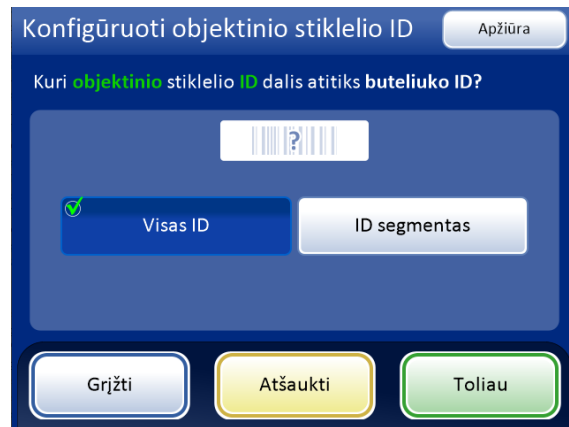 Konfigūruoti objektinio stiklelio ID
Apžiūra
Kuri objektinio stiklelio ID dalis atitiks buteliuko ID?
?
Visas ID
ID segmentas
Grįžti
Atšaukti
Toliau